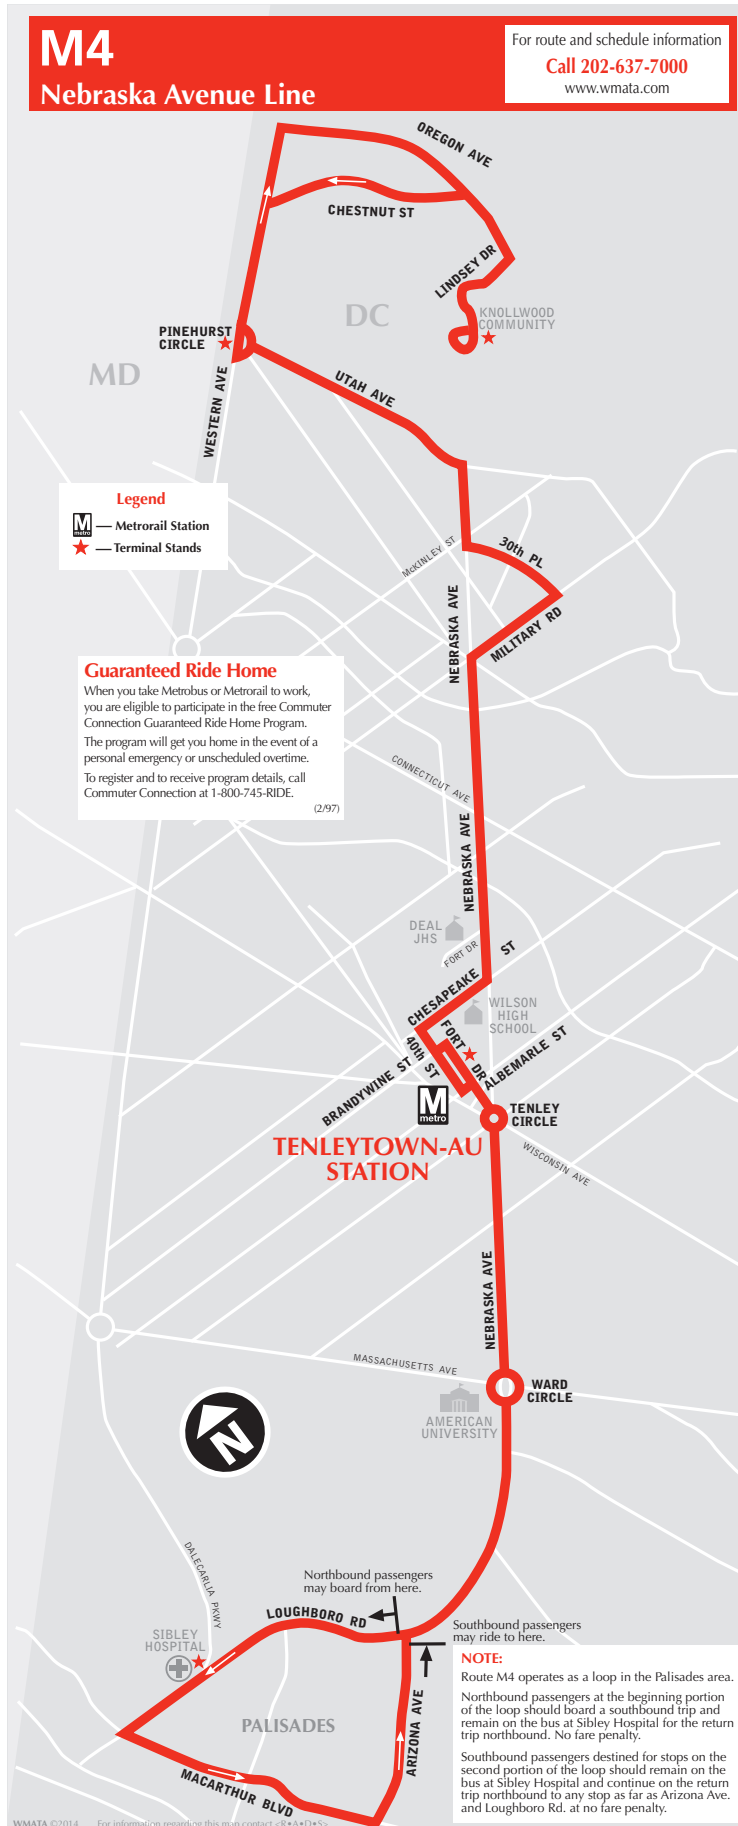 M4
Nebraska Avenue Line
For route and schedule information
Call 202-637-7000
www.wmata.com
OREGON AVE
CHESTNUT ST
LINDSEY DR
DC
KNOLLWOOD
COMMUNITY
PINEHURST
CIRCLE
MD
UTAH AVE
WESTERN AVE
Legend
M
metro
— Metrorail Station
— Terminal Stands
McKINLEY ST
30th PL
NEBRASKA AVE
MILITARY RD
Guaranteed Ride Home
When you take Metrobus or Metrorail to work,
you are eligible to participate in the free Commuter
Connection Guaranteed Ride Home Program.
The program will get you home in the event of a
personal emergency or unscheduled overtime.
To register and to receive program details, call
Commuter Connection at 1-800-745-RIDE.
(2/97)
CONNECTICUT AVE
NEBRASKA AVE
DEAL
JHS
FORT DR
CHESAPEAKE ST
WILSON
HIGH
SCHOOL
FORT DR
40th ST
ALBEMARLE ST
BRANDYWINE ST
M
metro
TENLEY
CIRCLE
TENLEYTOWN-AU
STATION
WISCONSIN AVE
NEBRASKA AVE
MASSACHUSETTS AVE
WARD
CIRCLE
AMERICAN
UNIVERSITY
N
DALECARLIA PKWY
Northbound passengers
may board from here.
LOUGHBORO RD
Southbound passengers
may ride to here.
SIBLEY
HOSPITAL
NOTE:
Route M4 operates as a loop in the Palisades area.
Northbound passengers at the beginning portion
of the loop should board a southbound trip and
remain on the bus at Sibley Hospital for the return
trip northbound. No fare penalty.
Southbound passengers destined for stops on the
second portion of the loop should remain on the
bus at Sibley Hospital and continue on the return
trip northbound to any stop as far as Arizona Ave.
and Loughboro Rd. at no fare penalty.
PALISADES
ARIZONA AVE
MACARTHUR BLVD
WMATA ©2014 For information regarding this map contact <R•A•D•S>